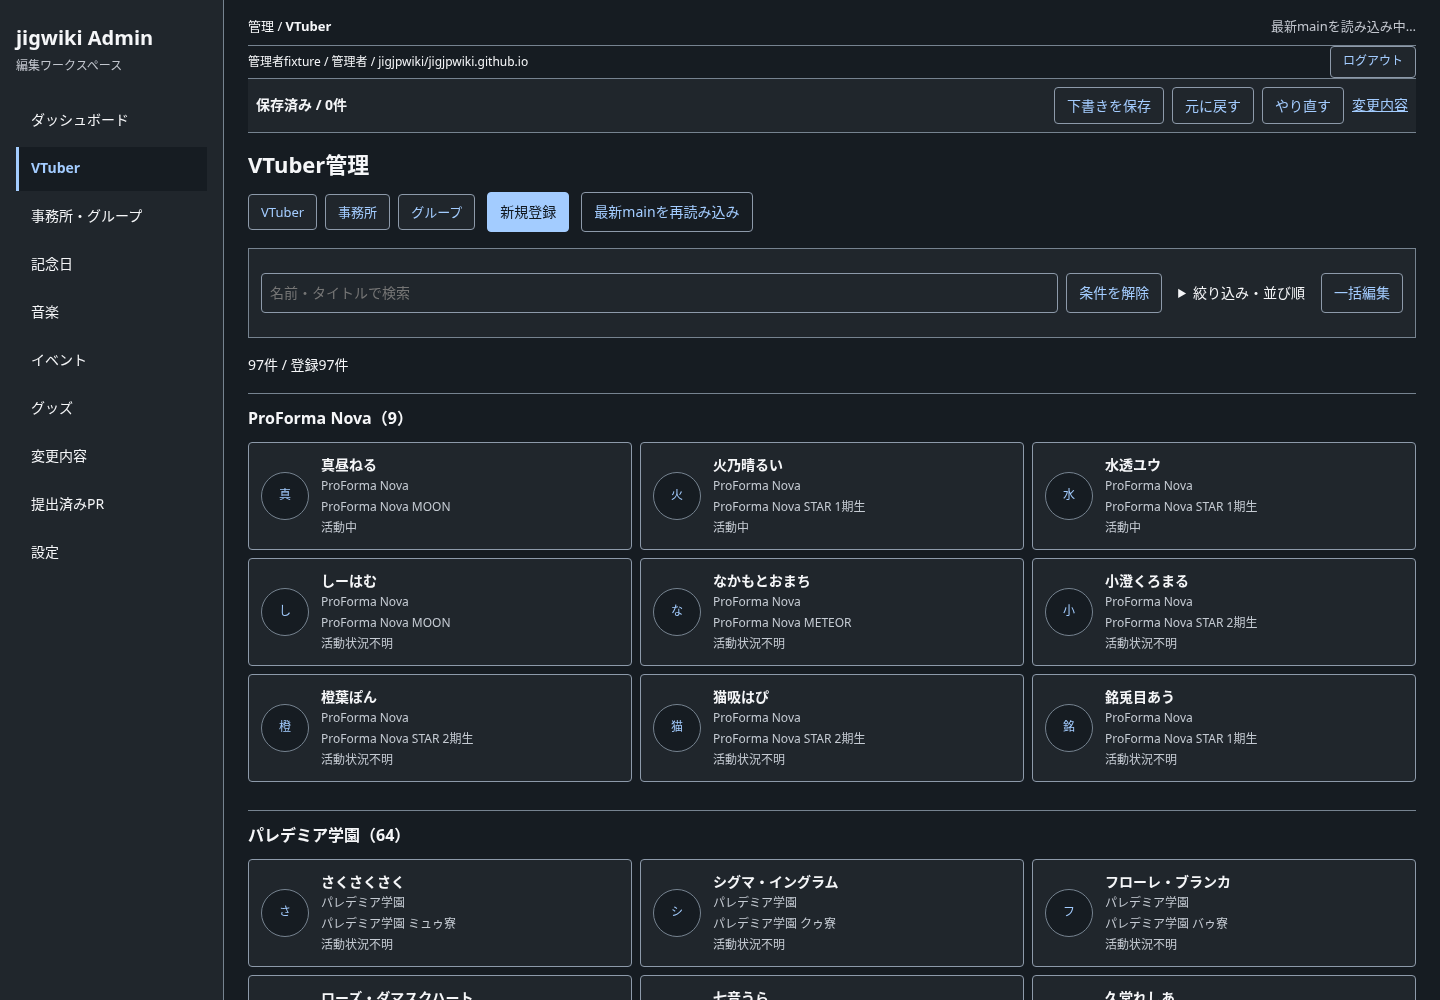 jigwiki Admin
編集ワークスペース
ダッシュボード
VTuber
事務所・グループ
記念日
音楽
イベント
グッズ
変更内容
提出済みPR
設定
管理 / VTuber
最新mainを読み込み中…
管理者fixture / 管理者 / jigjpwiki/jigjpwiki.github.io
ログアウト
保存済み / 0件
下書きを保存
元に戻す
やり直す
変更内容
VTuber管理
VTuber
事務所
グループ
新規登録
最新mainを再読み込み
名前・タイトルで検索
条件を解除
▶ 絞り込み・並び順
一括編集
97件 / 登録97件
ProForma Nova（9）
真
真昼ねる
ProForma Nova
ProForma Nova MOON
活動中
火
火乃晴るい
ProForma Nova
ProForma Nova STAR 1期生
活動中
水
水透ユウ
ProForma Nova
ProForma Nova STAR 1期生
活動中
し
しーはむ
ProForma Nova
ProForma Nova MOON
活動状況不明
な
なかもとおまち
ProForma Nova
ProForma Nova METEOR
活動状況不明
小
小澄くろまる
ProForma Nova
ProForma Nova STAR 2期生
活動状況不明
橙
橙葉ぽん
ProForma Nova
ProForma Nova STAR 2期生
活動状況不明
猫
猫吸はぴ
ProForma Nova
ProForma Nova STAR 2期生
活動状況不明
銘
銘兎目あう
ProForma Nova
ProForma Nova STAR 1期生
活動状況不明
パレデミア学園（64）
さ
さくさくさく
パレデミア学園
パレデミア学園 ミュゥ寮
活動状況不明
シ
シグマ・イングラム
パレデミア学園
パレデミア学園 クゥ寮
活動状況不明
フ
フローレ・ブランカ
パレデミア学園
パレデミア学園 バゥ寮
活動状況不明
ローズ・ダマスクハート
七音うら
久堂れしあ